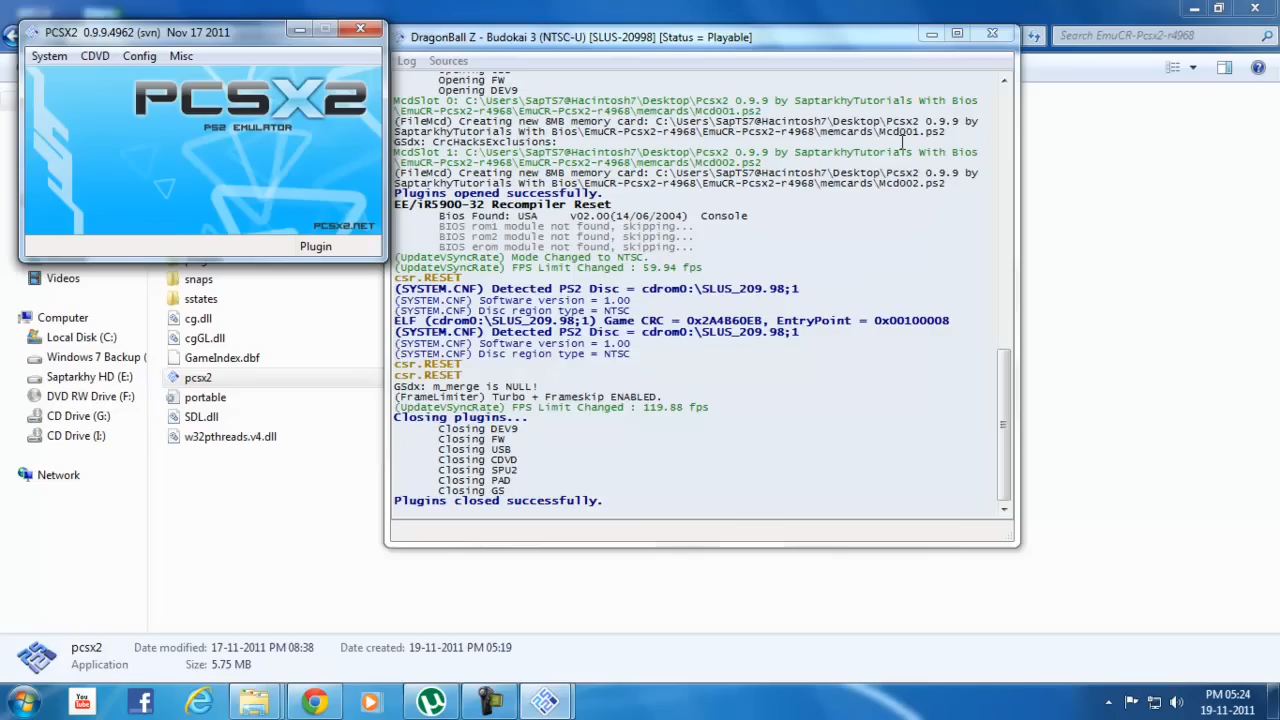 PCSX2 0.9.9.4962 (svn) Nov 17 2011
System CDVD Config Misc
PCSX2
PS2 EMULATOR
PCSX2.NET
Plugin
DragonBall Z - Budokai 3 (NTSC-U) [SLUS-20998] [Status = Playable]
Log Sources
Opening FW
Opening DEV9
McdSlot 0: C:\Users\SapTS7@Hacintosh7\Desktop\Pcsx2 0.9.9 by SaptarkhyTutorials With Bios
\EmuCR-Pcsx2-r4968\EmuCR-Pcsx2-r4968\memcards\Mcd001.ps2
(FileMcd) Creating new 8MB memory card: C:\Users\SapTS7@Hacintosh7\Desktop\Pcsx2 0.9.9 by
SaptarkhyTutorials With Bios\EmuCR-Pcsx2-r4968\EmuCR-Pcsx2-r4968\memcards\Mcd001.ps2
GSdx: CrcHacksExclusions:
McdSlot 1: C:\Users\SapTS7@Hacintosh7\Desktop\Pcsx2 0.9.9 by SaptarkhyTutorials With Bios
\EmuCR-Pcsx2-r4968\EmuCR-Pcsx2-r4968\memcards\Mcd002.ps2
(FileMcd) Creating new 8MB memory card: C:\Users\SapTS7@Hacintosh7\Desktop\Pcsx2 0.9.9 by
SaptarkhyTutorials With Bios\EmuCR-Pcsx2-r4968\EmuCR-Pcsx2-r4968\memcards\Mcd002.ps2
Plugins opened successfully.
EE/iR5900-32 Recompiler Reset
Bios Found: USA v02.00(14/06/2004) Console
BIOS rom1 module not found, skipping...
BIOS rom2 module not found, skipping...
BIOS erom module not found, skipping...
(UpdateVSyncRate) Mode Changed to NTSC.
(UpdateVSyncRate) FPS Limit Changed : 59.94 fps
csr.RESET
(SYSTEM.CNF) Detected PS2 Disc = cdrom0:\SLUS_209.98;1
(SYSTEM.CNF) Software version = 1.00
(SYSTEM.CNF) Disc region type = NTSC
ELF (cdrom0:\SLUS_209.98;1) Game CRC = 0x2A4B60EB, EntryPoint = 0x00100008
(SYSTEM.CNF) Detected PS2 Disc = cdrom0:\SLUS_209.98;1
(SYSTEM.CNF) Software version = 1.00
(SYSTEM.CNF) Disc region type = NTSC
csr.RESET
csr.RESET
GSdx: m_merge is NULL!
(FrameLimiter) Turbo + Frameskip ENABLED.
(UpdateVSyncRate) FPS Limit Changed : 119.88 fps
Closing plugins...
Closing DEV9
Closing FW
Closing USB
Closing CDVD
Closing SPU2
Closing PAD
Closing GS
Plugins closed successfully.
Search EmuCR-Pcsx2-r4968
Videos
Computer
Local Disk (C:)
Windows 7 Backup (
Saptarkhy HD (E:)
DVD RW Drive (F:)
CD Drive (G:)
CD Drive (I:)
Network
snaps
sstates
cg.dll
cgGL.dll
GameIndex.dbf
pcsx2
portable
SDL.dll
w32pthreads.v4.dll
pcsx2 Date modified: 17-11-2011 PM 08:38 Date created: 19-11-2011 PM 05:19
Application Size: 5.75 MB
You
Tube
PM 05:24
19-11-2011